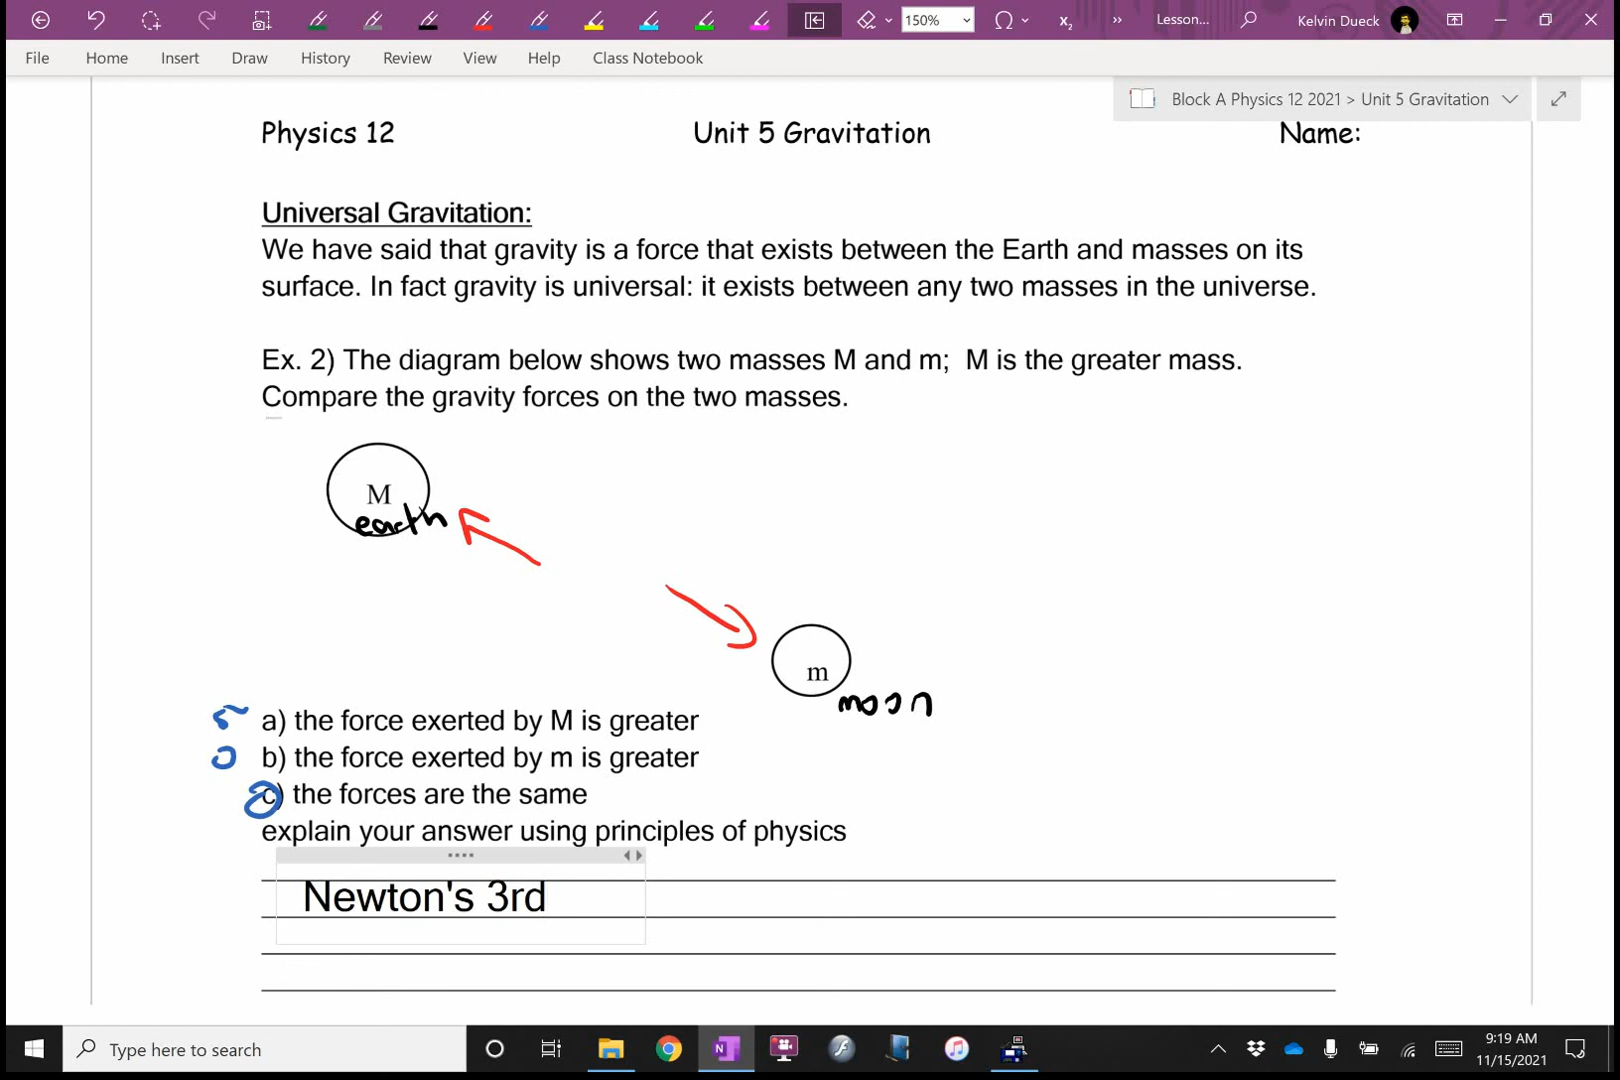 150% Ω x₂ » Lesson... Kelvin Dueck
File Home Insert Draw History Review View Help Class Notebook
Block A Physics 12 2021 > Unit 5 Gravitation
Physics 12 Unit 5 Gravitation Name:
Universal Gravitation:
We have said that gravity is a force that exists between the Earth and masses on its
surface. In fact gravity is universal: it exists between any two masses in the universe.
Ex. 2) The diagram below shows two masses M and m;  M is the greater mass.
Compare the gravity forces on the two masses.
M
earth
m
moon
a) the force exerted by M is greater
0 b) the force exerted by m is greater
c) the forces are the same
explain your answer using principles of physics
Newton's 3rd
Type here to search
9:19 AM
11/15/2021